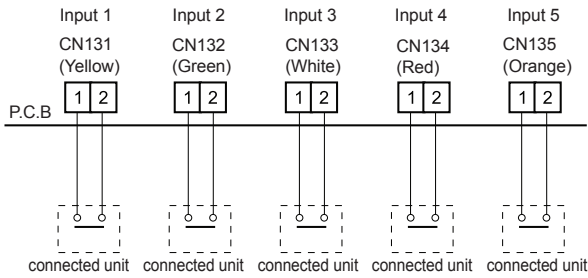 Input 1 Input 2 Input 3 Input 4 Input 5
CN131 CN132 CN133 CN134 CN135
(Yellow) (Green) (White) (Red) (Orange)
1 2 1 2 1 2 1 2 1 2
P.C.B
connected unit connected unit connected unit connected unit connected unit